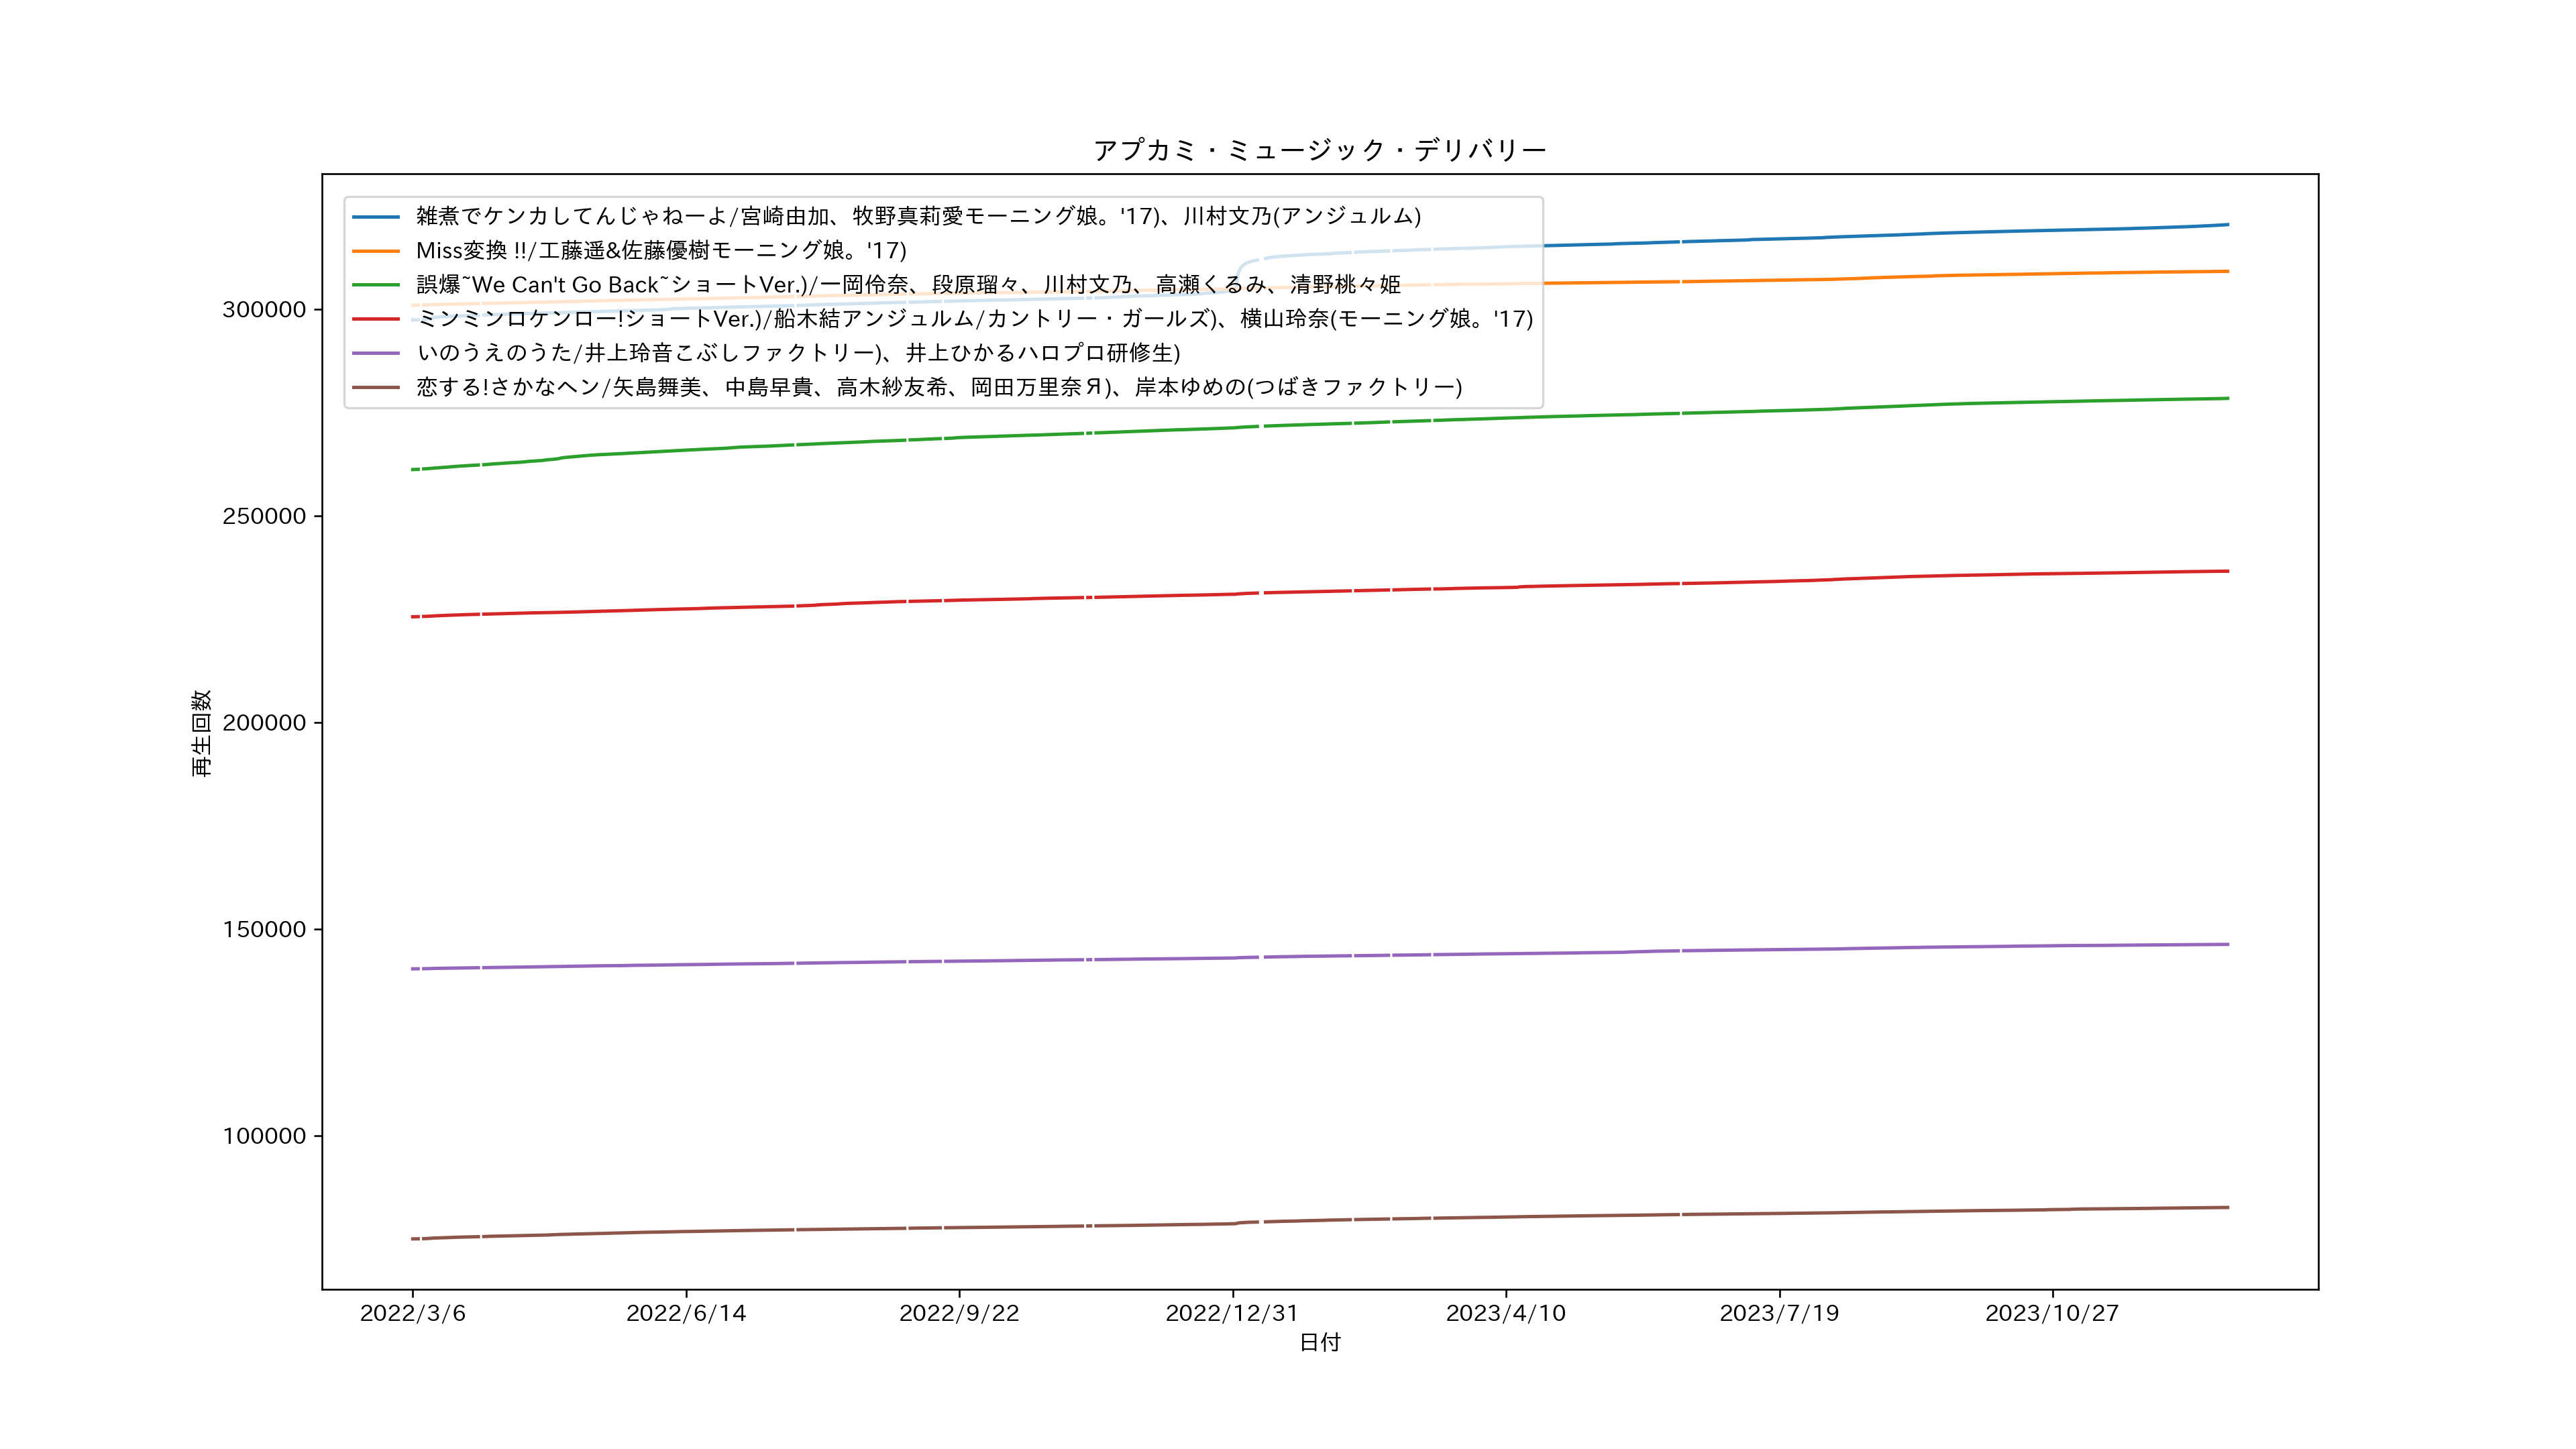 アプカミ・ミュージック・デリバリー
雑煮でケンカしてんじゃねーよ/宮崎由加、牧野真莉愛モーニング娘。'17)、川村文乃(アンジュルム)
Miss変換 !!/工藤遥&佐藤優樹モーニング娘。'17)
誤爆~We Can't Go Back~ショートVer.)/一岡伶奈、段原瑠々、川村文乃、高瀬くるみ、清野桃々姫
ミンミンロケンロー!ショートVer.)/船木結アンジュルム/カントリー・ガールズ)、横山玲奈(モーニング娘。'17)
いのうえのうた/井上玲音こぶしファクトリー)、井上ひかるハロプロ研修生)
恋する!さかなヘン/矢島舞美、中島早貴、高木紗友希、岡田万里奈Я)、岸本ゆめの(つばきファクトリー)
300000
250000
200000
150000
100000
再生回数
2022/3/6
2022/6/14
2022/9/22
2022/12/31
2023/4/10
2023/7/19
2023/10/27
日付